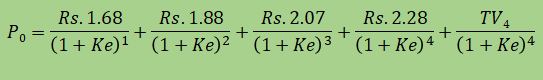 P₀ = Rs. 1.68/(1 + Ke)¹ + Rs. 1.88/(1 + Ke)² + Rs. 2.07/(1 + Ke)³ + Rs. 2.28/(1 + Ke)⁴ + TV₄/(1 + Ke)⁴